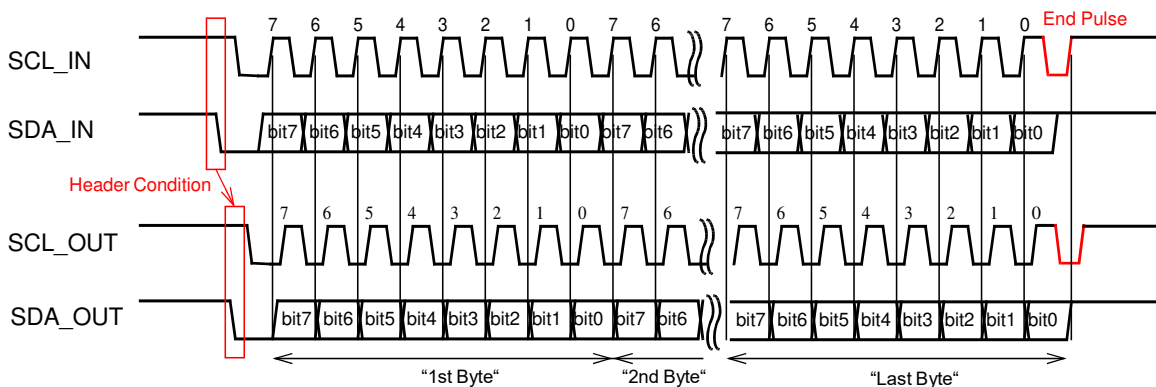 7 6 5 4 3 2 1 0 7 6 7 6 5 4 3 2 1 0 End Pulse
SCL_IN
SDA_IN bit7 bit6 bit5 bit4 bit3 bit2 bit1 bit0 bit7 bit6 bit7 bit6 bit5 bit4 bit3 bit2 bit1 bit0
Header Condition
7 6 5 4 3 2 1 0 7 6 7 6 5 4 3 2 1 0
SCL_OUT
SDA_OUT bit7 bit6 bit5 bit4 bit3 bit2 bit1 bit0 bit7 bit6 bit7 bit6 bit5 bit4 bit3 bit2 bit1 bit0
“1st Byte“ “2nd Byte“ “Last Byte“